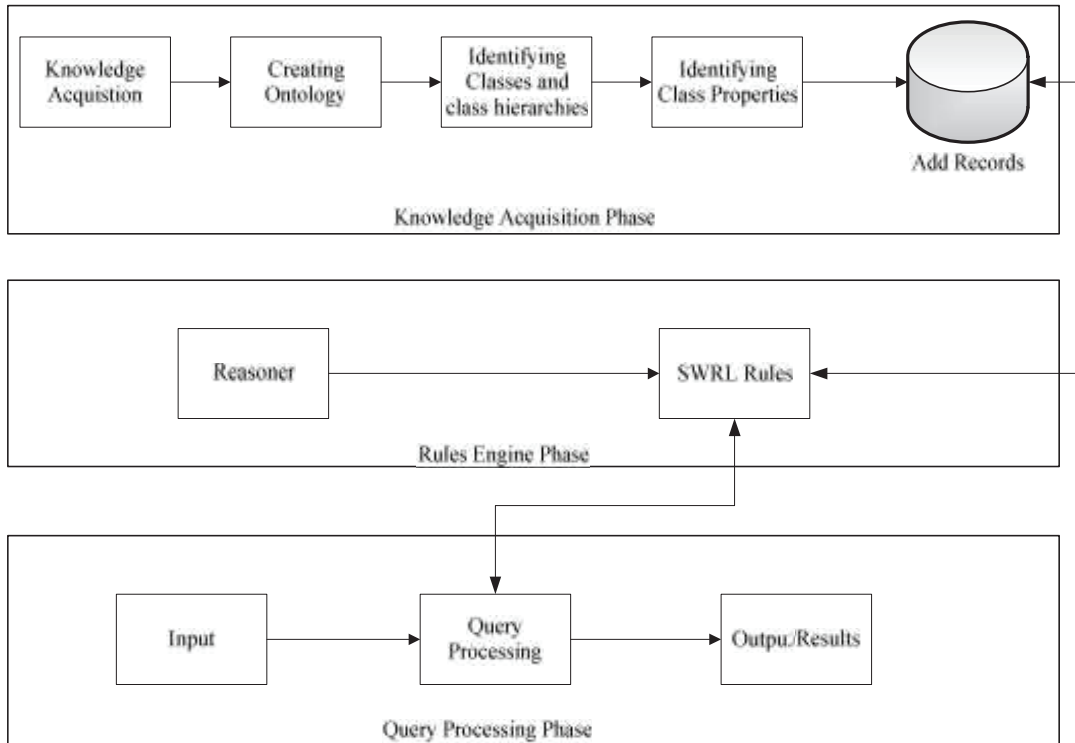 Knowledge
Acquistion
Creating
Ontology
Identifying
Classes and
class hierarchies
Identifying
Class Properties
Add Records
Knowledge Acquisition Phase
Reasoner
SWRL Rules
Rules Engine Phase
Input
Query
Processing
Outpu./Results
Query Processing Phase